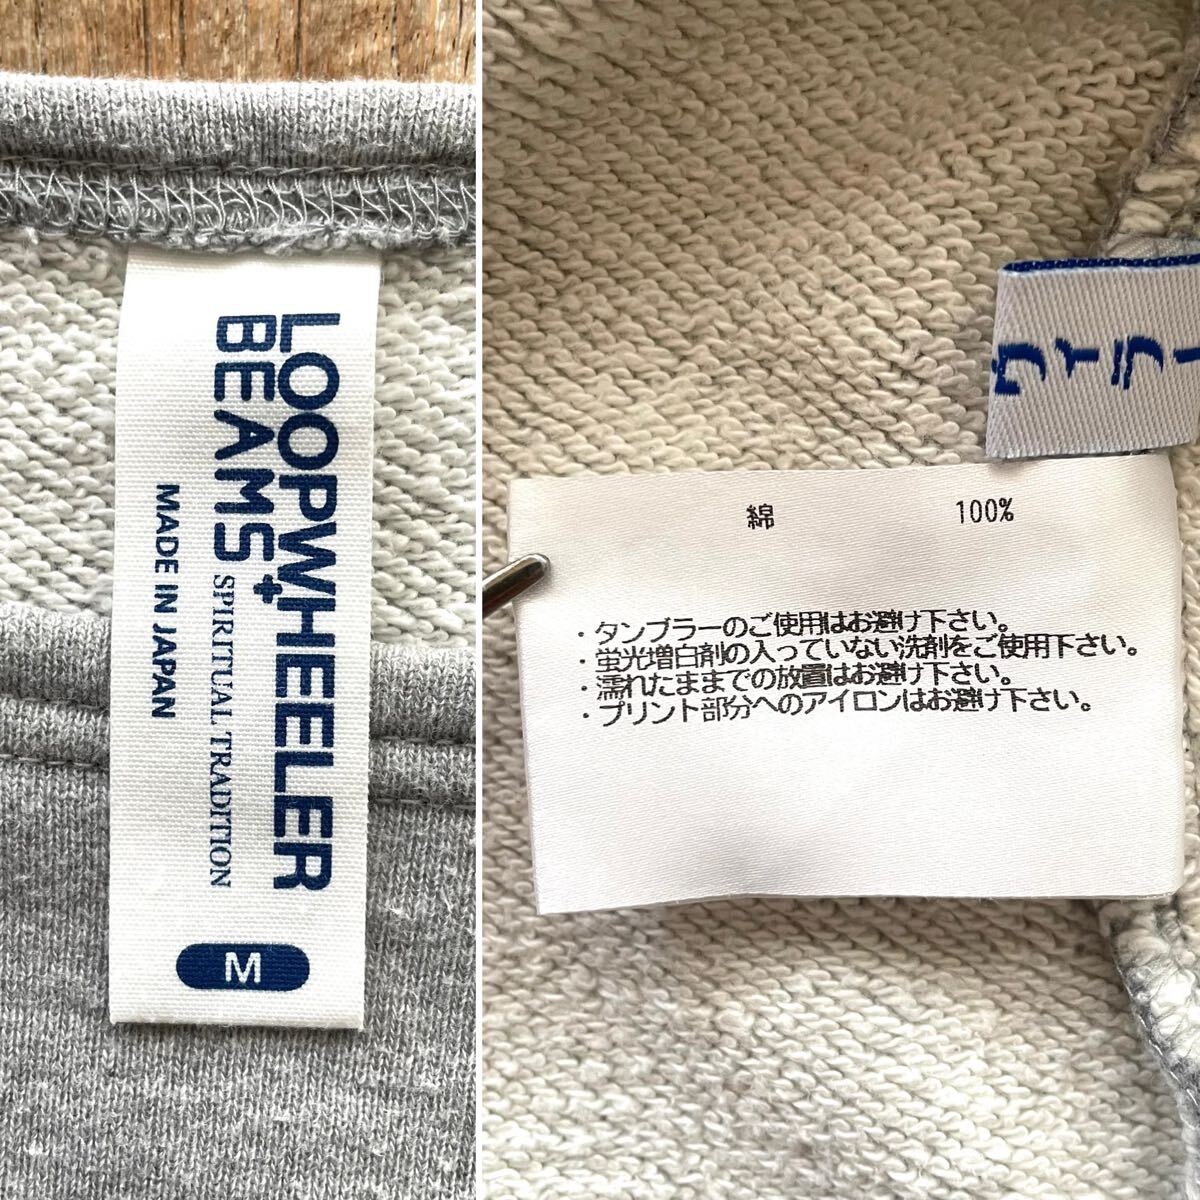 LOOPWHEELER
+
BEAMS
SPIRITUAL TRADITION
MADE IN JAPAN
M
ウィラー
綿 100%
・タンブラーのご使用はお避け下さい。
・蛍光増白剤の入っていない洗剤をご使用下さい。
・濡れたままでの放置はお避け下さい。
・プリント部分へのアイロンはお避け下さい。